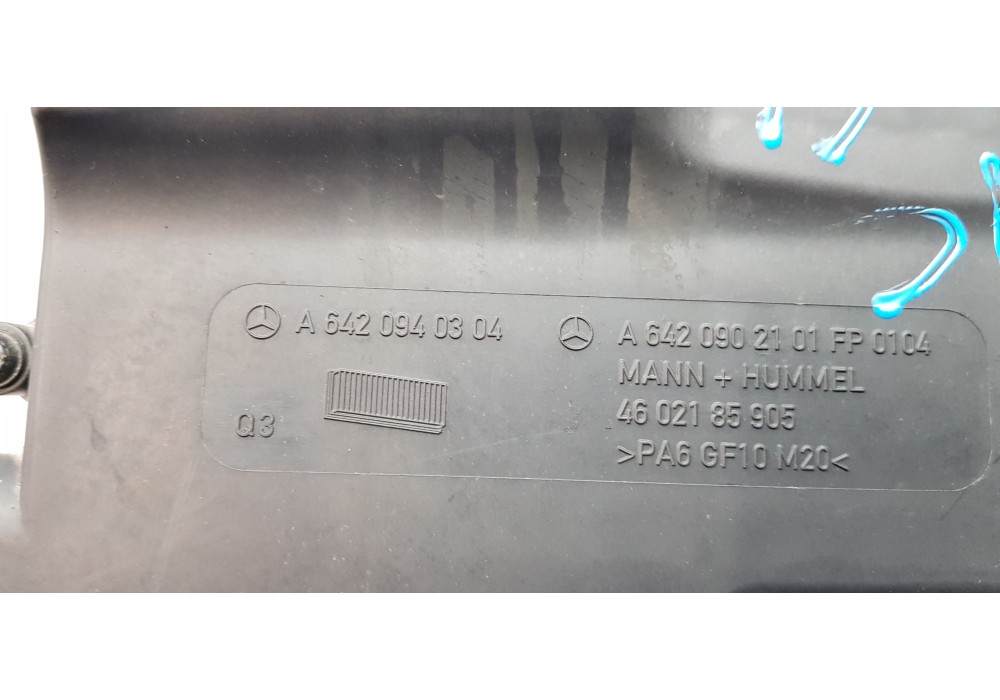 A 642 094 03 04
Q3
A 642 090 21 01 FP 0104
MANN + HUMMEL
46 021 85 905
>PA6 GF10 M20<